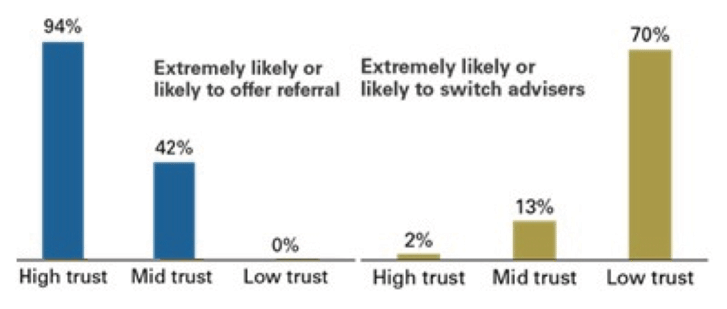 94%
42%
0%
Extremely likely or
likely to offer referral
High trust Mid trust Low trust
Extremely likely or
likely to switch advisers
2%
13%
70%
High trust Mid trust Low trust